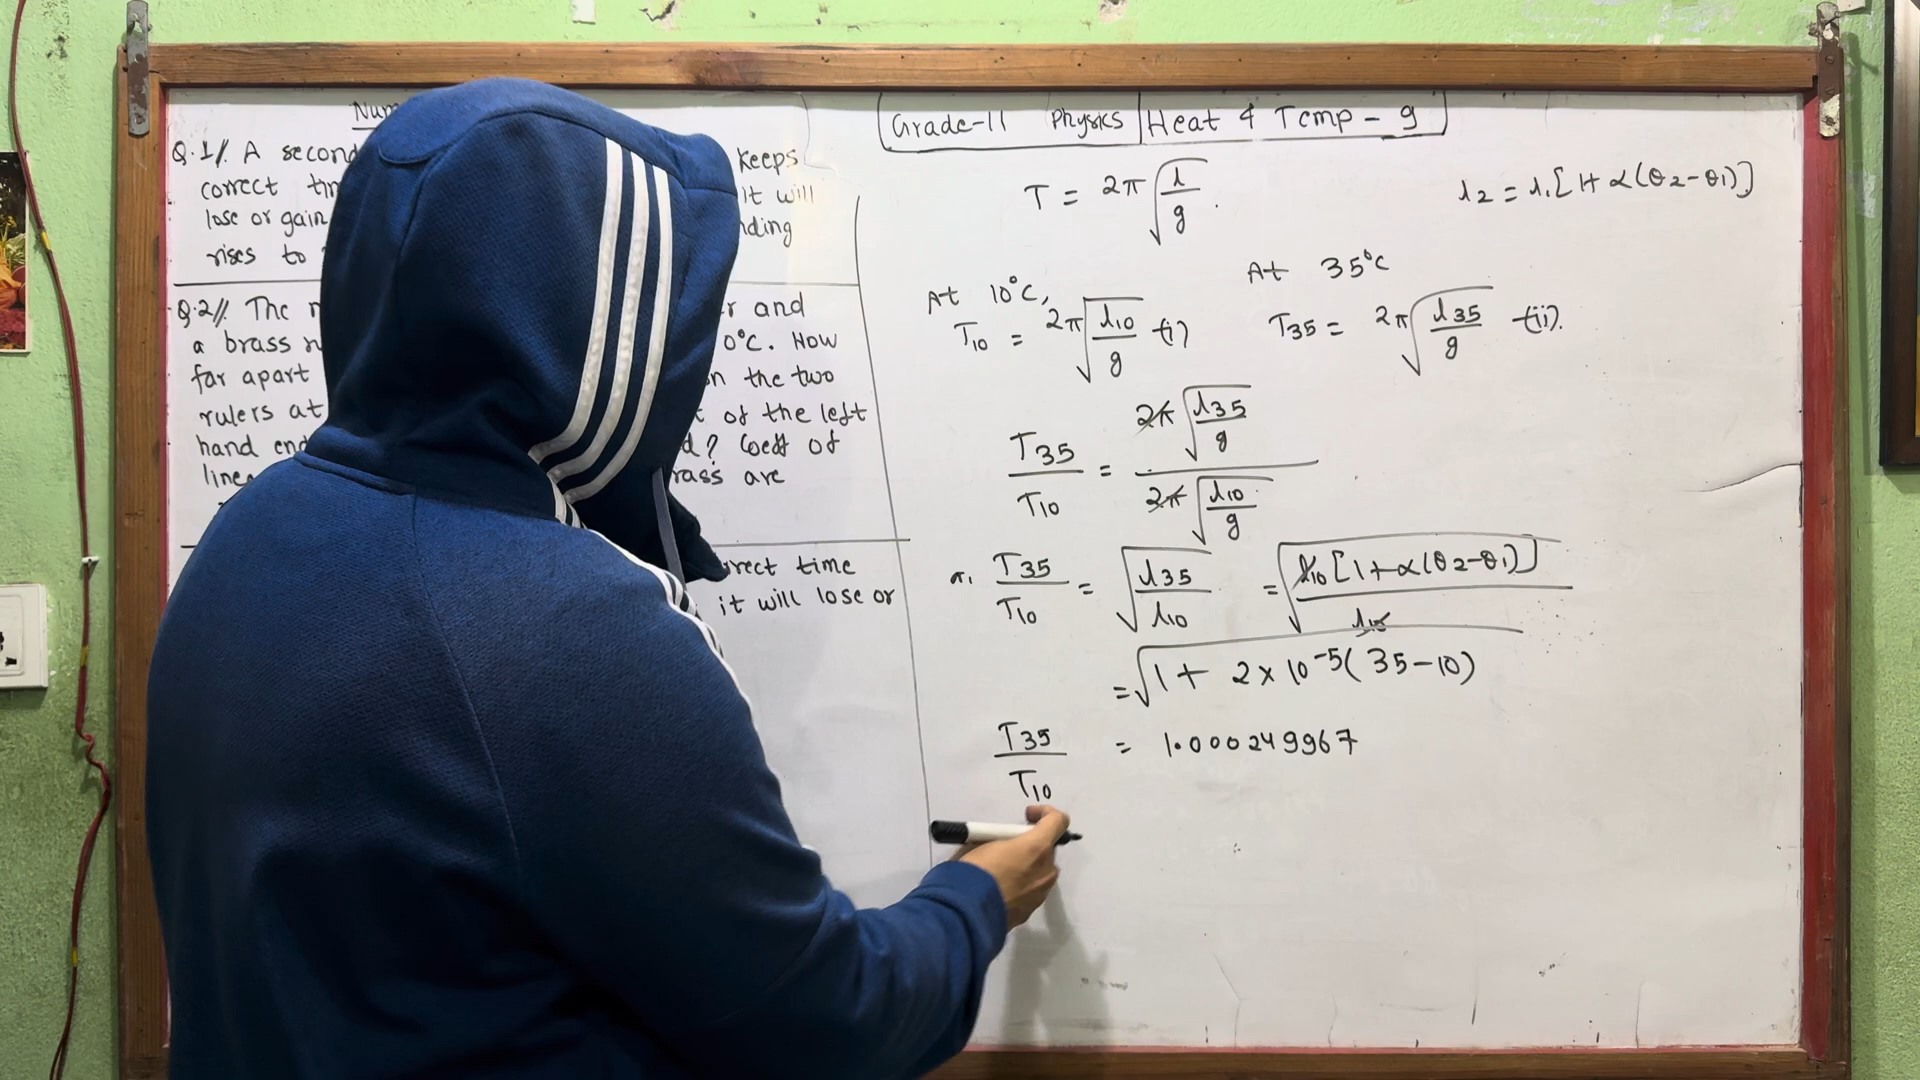 Grade-11 Physics Heat & Temp - 9
Num
Q.1//. A second keeps
correct it will
lose or gain nding
rises to
Q.2//. The r and
a brass 0°C. How
far apart on the two
rulers at of the left
hand end d? Coeff of
line rass are
rrect time
it will lose or
T = 2π√(l/g).
l₂ = l₁[1+α(θ₂-θ₁)]
At 10°C,
T₁₀ = 2π√(l₁₀/g) -(i)
At 35°C
T₃₅ = 2π√(l₃₅/g) -(ii).
T₃₅/T₁₀ = 2π√(l₃₅/g) / 2π√(l₁₀/g)
or, T₃₅/T₁₀ = √(l₃₅/l₁₀) = √(l₁₀[1+α(θ₂-θ₁)]/l₁₀)
= √(1 + 2×10⁻⁵(35-10))
T₃₅/T₁₀ = 1.000249967